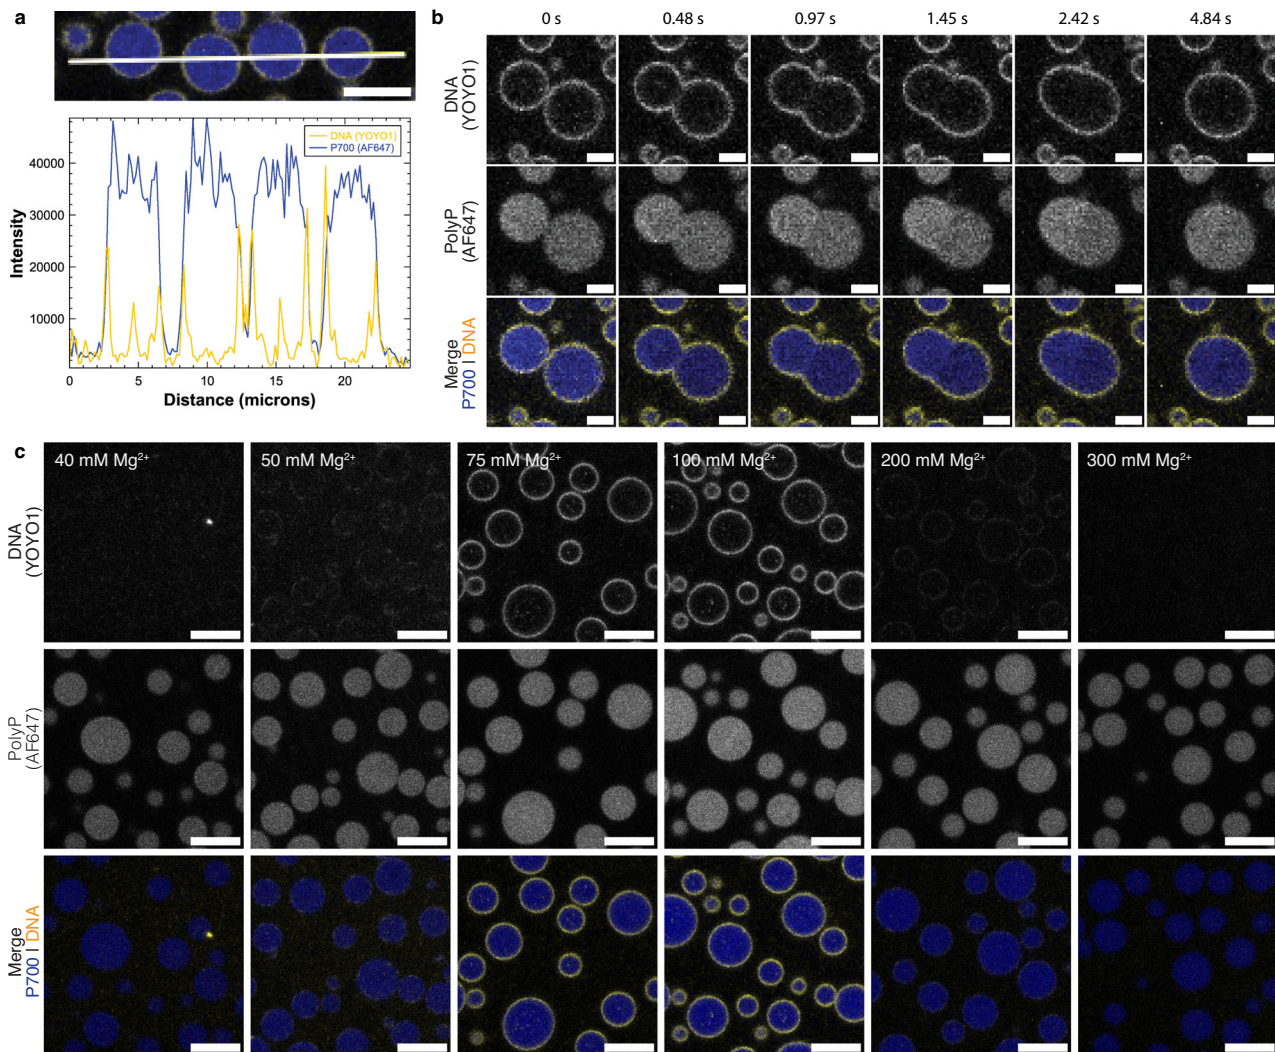 a
DNA (YOYO1)
P700 (AF647)
Intensity
40000
30000
20000
10000
0 5 10 15 20
Distance (microns)
b
0 s 0.48 s 0.97 s 1.45 s 2.42 s 4.84 s
DNA
(YOYO1)
PolyP
(AF647)
Merge
P700 | DNA
c
40 mM Mg²⁺ 50 mM Mg²⁺ 75 mM Mg²⁺ 100 mM Mg²⁺ 200 mM Mg²⁺ 300 mM Mg²⁺
DNA
(YOYO1)
PolyP
(AF647)
Merge
P700 | DNA